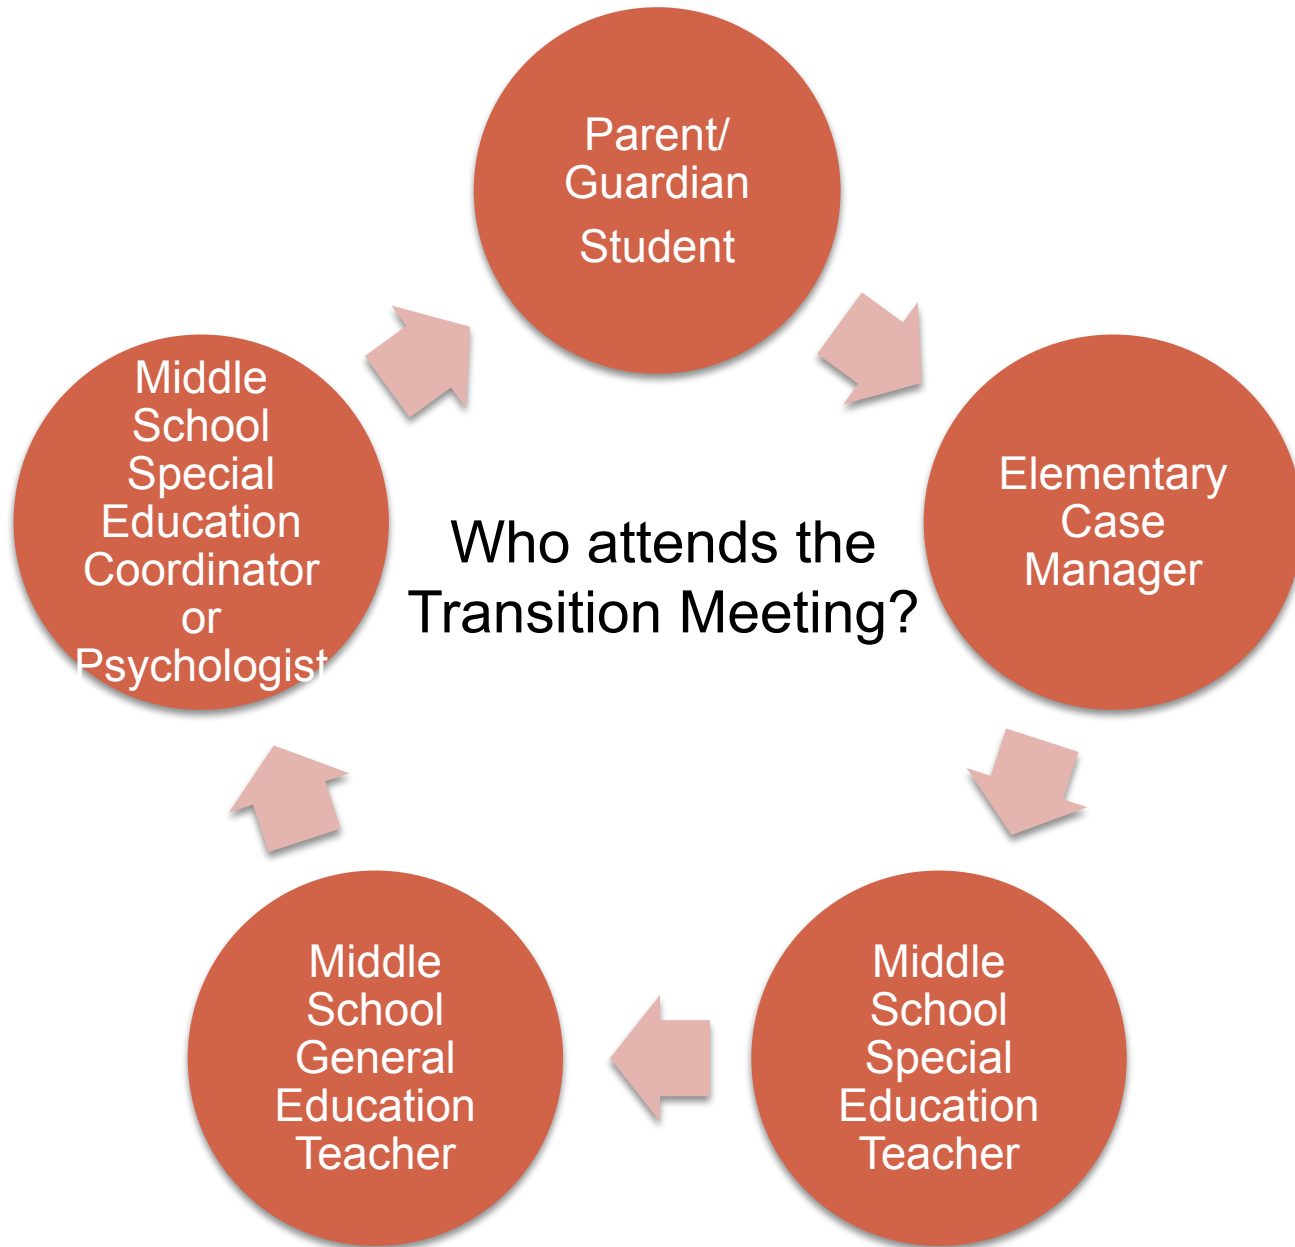 Parent/
Guardian
Student
Elementary
Case
Manager
Middle
School
Special
Education
Teacher
Middle
School
General
Education
Teacher
Middle
School
Special
Education
Coordinator
or
Psychologist
Who attends the
Transition Meeting?